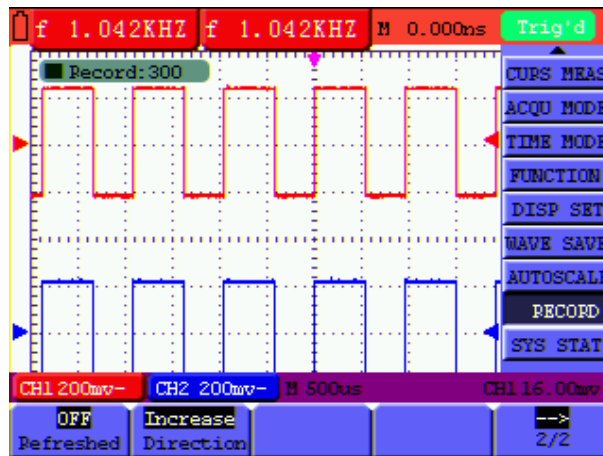 f 1.042KHZ f 1.042KHZ M 0.000ns Trig'd
Record:300
CURS MEAS
ACQU MODE
TIME MODE
FUNCTION
DISP SET
WAVE SAVE
AUTOSCALE
RECORD
SYS STAT
CH1 200mv- CH2 200mv- M 500us CH1 16.00mv
OFF Increase -->
Refreshed Direction 2/2